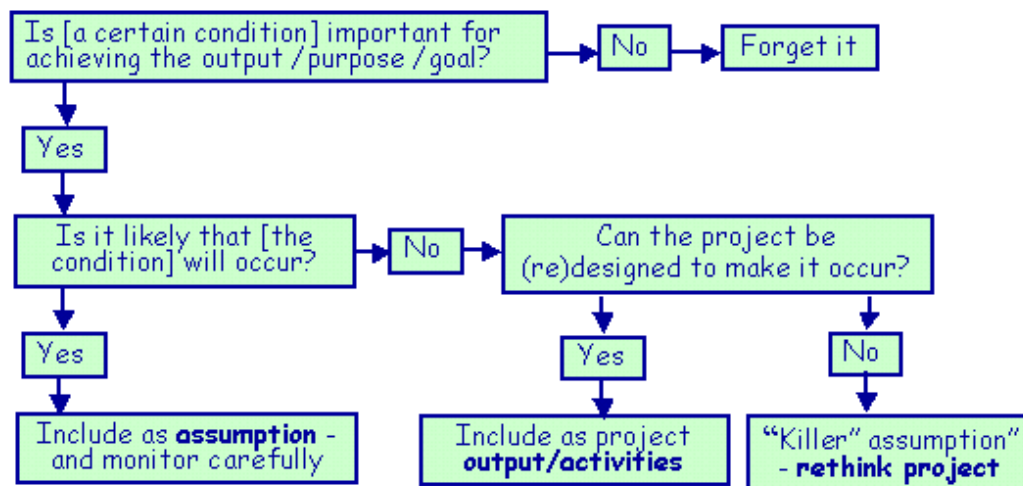 Is [a certain condition] important for
achieving the output /purpose /goal?
No
Forget it
Yes
Is it likely that [the
condition] will occur?
No
Can the project be
(re)designed to make it occur?
Yes
Yes
No
Include as assumption -
and monitor carefully
Include as project
output/activities
“Killer” assumption”
- rethink project